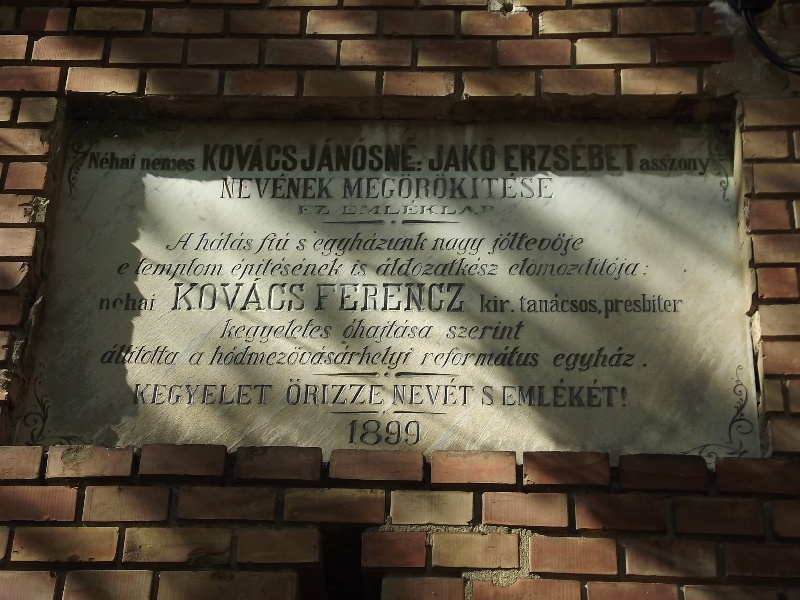 Néhai nemes KOVÁCS JÁNOSNÉ: JAKÓ ERZSÉBET asszony
NEVÉNEK MEGÖRÖKITÉSE
EZ EMLÉKLAP.
A hálás fiú s egyházunk nagy jóltevője
e templom épitésének is áldozatkész előmozditója:
néhai KOVÁCS FERENCZ kir. tanácsos, presbiter
kegyeletes óhajtása szerint
állitotta a hódmezővásárhelyi református egyház.
KEGYELET ŐRIZZE NEVÉT S EMLÉKÉT!
1899